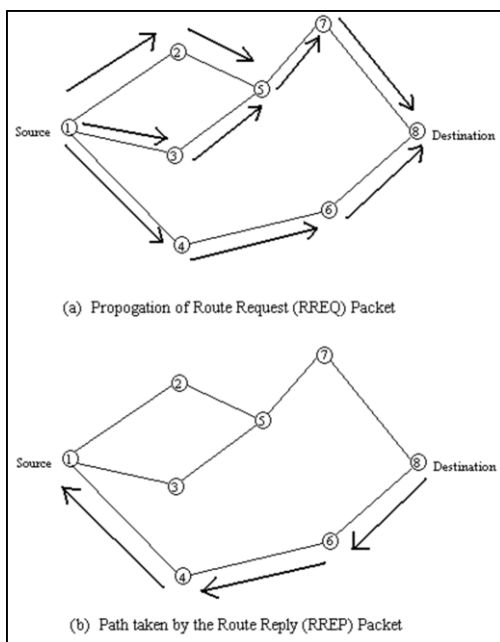 7
2
5
Source 1
8 Destination
3
6
4
(a) Propogation of Route Request (RREQ) Packet
7
2
5
Source 1
8 Destination
3
6
4
(b) Path taken by the Route Reply (RREP) Packet